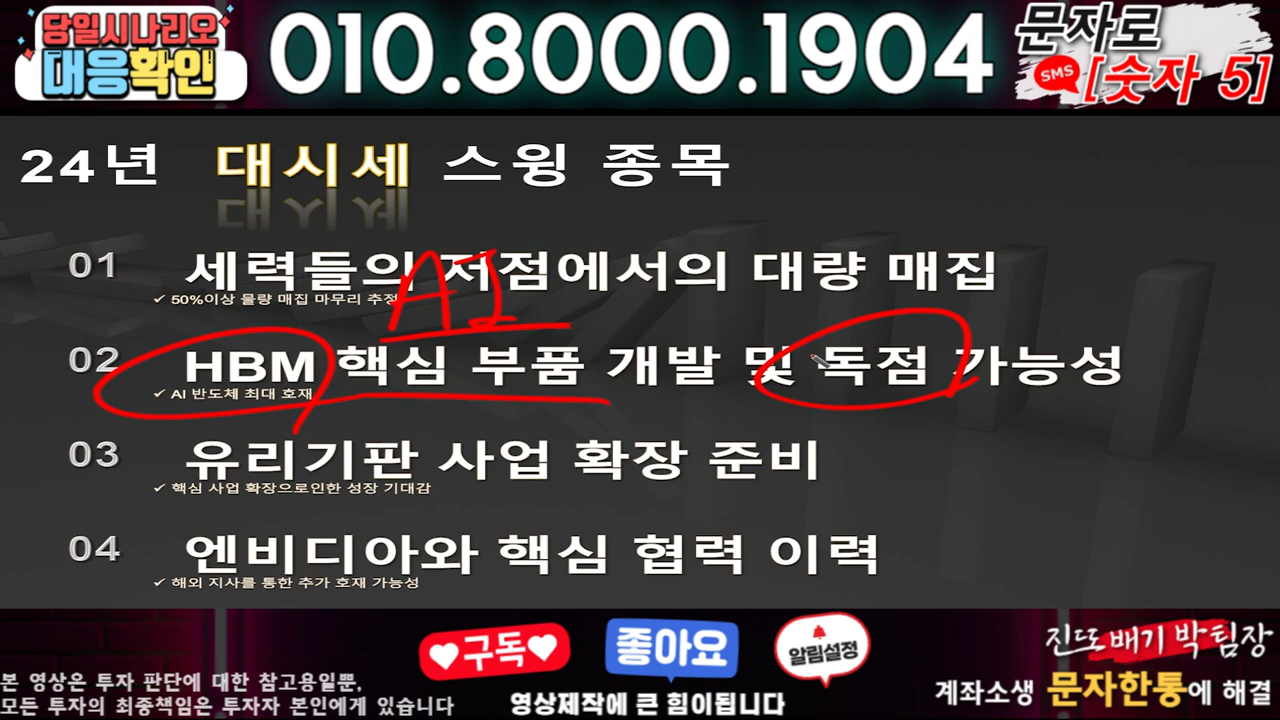 당일시나리오
대응확인
010.8000.1904
문자로
SMS [숫자 5]
24년 대시세 스윙 종목
01 세력들의 저점에서의 대량 매집
✓ 50%이상 물량 매집 마무리 추정
AI
02 HBM 핵심 부품 개발 및 독점 가능성
✓ AI 반도체 최대 호재
03 유리기판 사업 확장 준비
✓ 핵심 사업 확장으로인한 성장 기대감
04 엔비디아와 핵심 협력 이력
✓ 해외 지사를 통한 추가 호재 가능성
구독
좋아요
알림설정
영상제작에 큰 힘이됩니다
본 영상은 투자 판단에 대한 참고용일뿐,
모든 투자의 최종책임은 투자자 본인에게 있습니다
진또배기 박팀장
계좌소생 문자한통에 해결